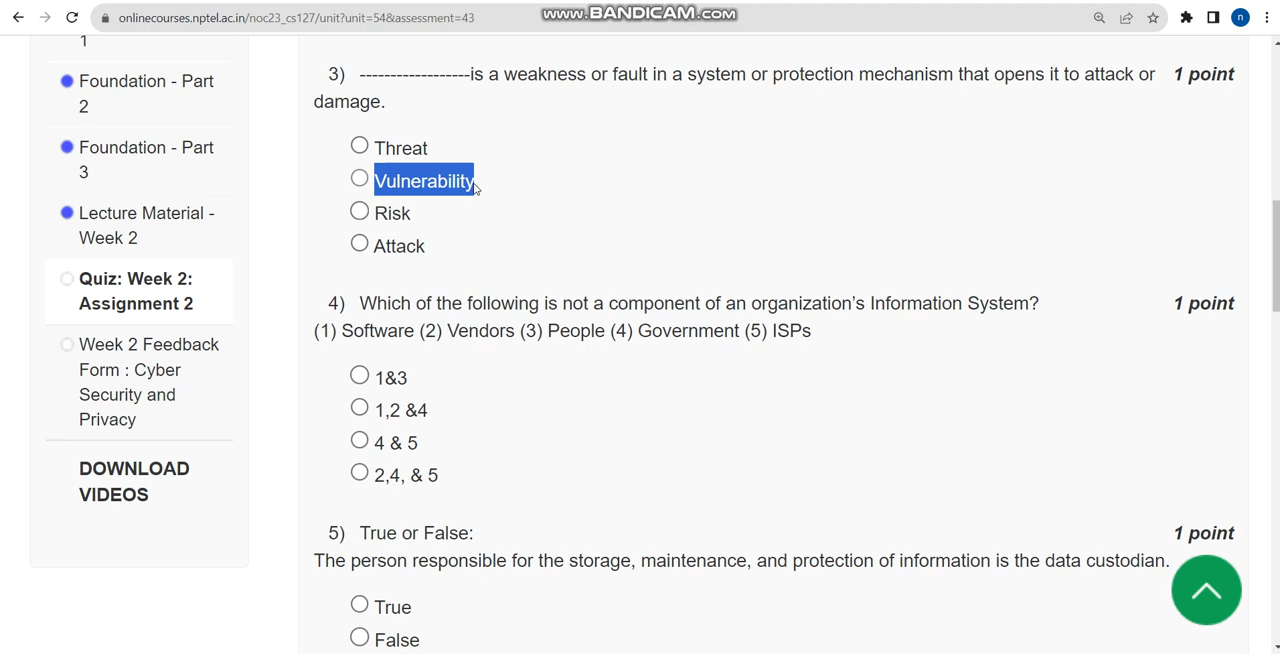 onlinecourses.nptel.ac.in/noc23_cs127/unit?unit=54&assessment=43
www.BANDICAM.com
n
1
Foundation - Part
2
Foundation - Part
3
Lecture Material -
Week 2
Quiz: Week 2:
Assignment 2
Week 2 Feedback
Form : Cyber
Security and
Privacy
DOWNLOAD
VIDEOS
3) ------------------is a weakness or fault in a system or protection mechanism that opens it to attack or 1 point
damage.
Threat
Vulnerability
Risk
Attack
4) Which of the following is not a component of an organization’s Information System? 1 point
(1) Software (2) Vendors (3) People (4) Government (5) ISPs
1&3
1,2 &4
4 & 5
2,4, & 5
5) True or False: 1 point
The person responsible for the storage, maintenance, and protection of information is the data custodian.
True
False